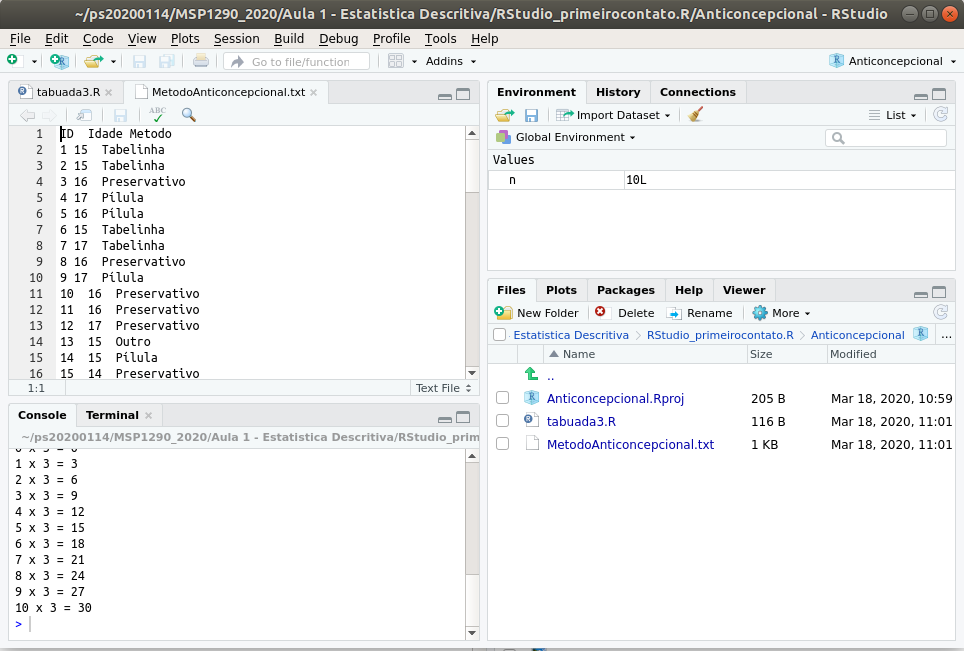 ~/ps20200114/MSP1290_2020/Aula 1 - Estatistica Descritiva/RStudio_primeirocontato.R/Anticoncepcional - RStudio
File Edit Code View Plots Session Build Debug Profile Tools Help
Go to file/function Addins Anticoncepcional
tabuada3.R MetodoAnticoncepcional.txt
ABC
1 ID Idade Metodo
2 1 15 Tabelinha
3 2 15 Tabelinha
4 3 16 Preservativo
5 4 17 Pílula
6 5 16 Pílula
7 6 15 Tabelinha
8 7 17 Tabelinha
9 8 16 Preservativo
10 9 17 Pílula
11 10 16 Preservativo
12 11 16 Preservativo
13 12 17 Preservativo
14 13 15 Outro
15 14 15 Pílula
16 15 14 Preservativo
1:1 Text File
Console Terminal
~/ps20200114/MSP1290_2020/Aula 1 - Estatistica Descritiva/RStudio_prim
0 x 3 = 0
1 x 3 = 3
2 x 3 = 6
3 x 3 = 9
4 x 3 = 12
5 x 3 = 15
6 x 3 = 18
7 x 3 = 21
8 x 3 = 24
9 x 3 = 27
10 x 3 = 30
>
Environment History Connections
Import Dataset List
Global Environment
Values
n 10L
Files Plots Packages Help Viewer
New Folder Delete Rename More
Estatistica Descritiva RStudio_primeirocontato.R Anticoncepcional ...
Name Size Modified
..
Anticoncepcional.Rproj 205 B Mar 18, 2020, 10:59
tabuada3.R 116 B Mar 18, 2020, 11:01
MetodoAnticoncepcional.txt 1 KB Mar 18, 2020, 11:01